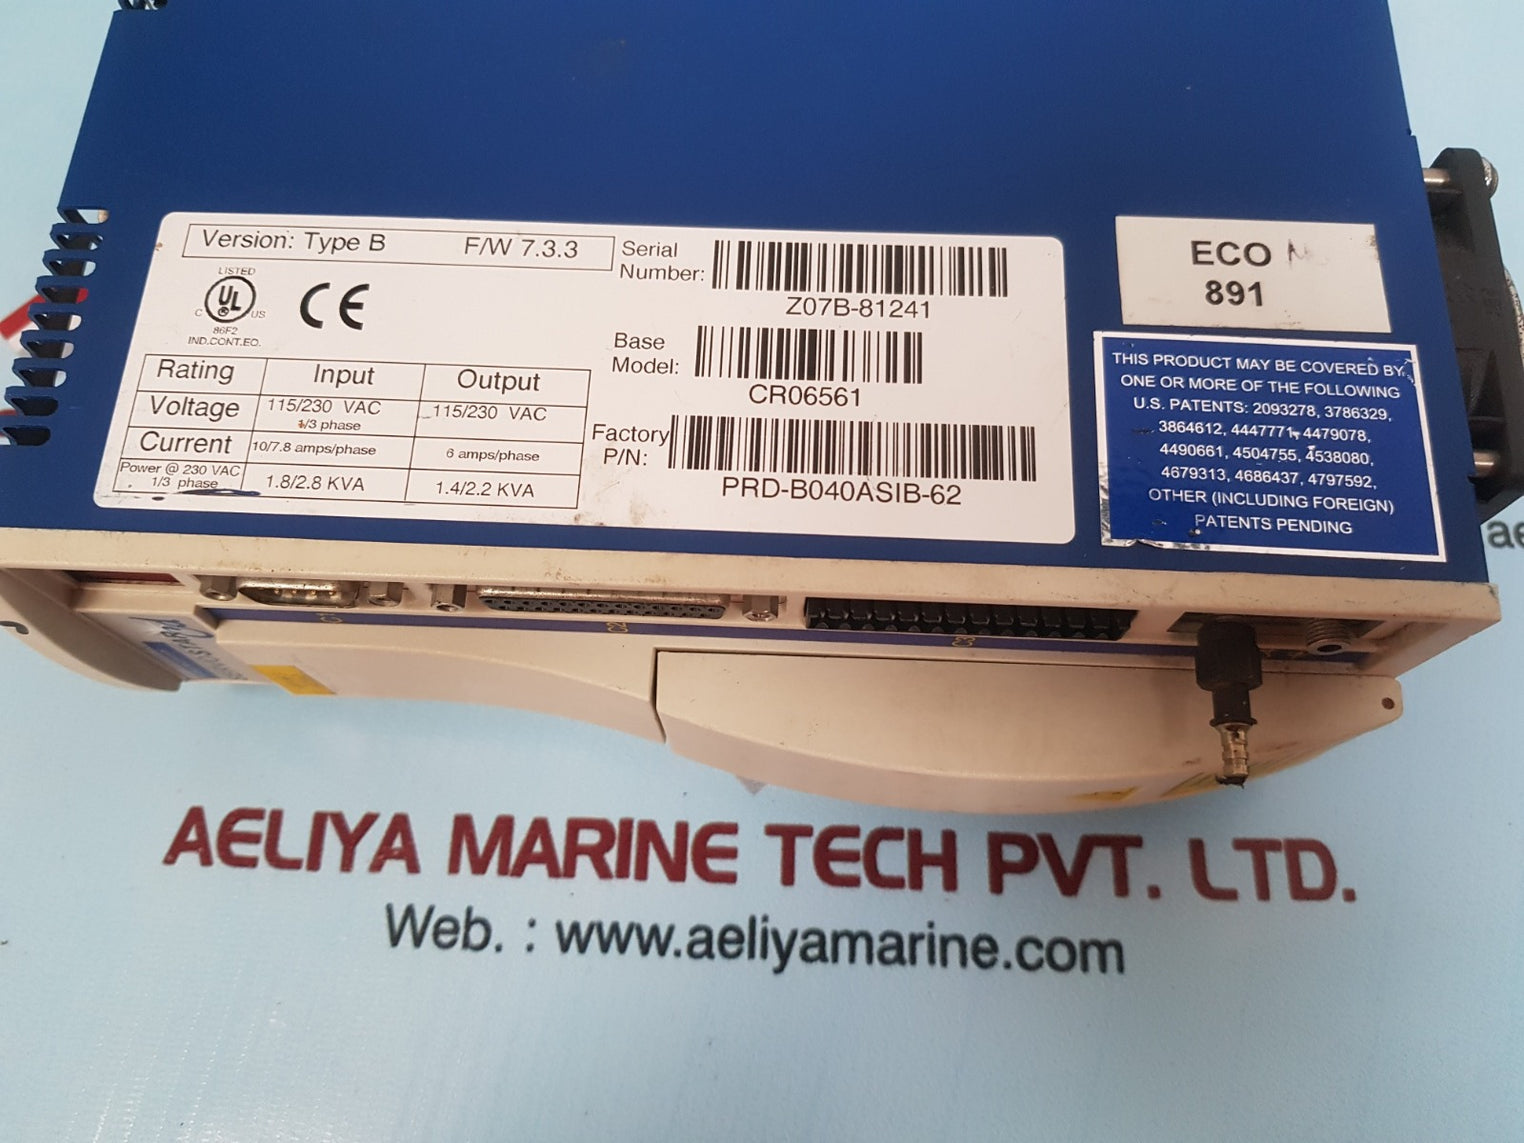 Version: Type B F/W 7.3.3
LISTED
UL
C US
86F2
IND.CONT.EQ.
CE
Rating Input Output
Voltage 115/230 VAC 1/3 phase 115/230 VAC
Current 10/7.8 amps/phase 6 amps/phase
Power @ 230 VAC 1/3 phase 1.8/2.8 KVA 1.4/2.2 KVA
Serial
Number:
Z07B-81241
Base
Model:
CR06561
Factory
P/N:
PRD-B040ASIB-62
ECO
891
THIS PRODUCT MAY BE COVERED BY
ONE OR MORE OF THE FOLLOWING
U.S. PATENTS: 2093278, 3786329,
3864612, 4447771, 4479078,
4490661, 4504755, 4538080,
4679313, 4686437, 4797592,
OTHER (INCLUDING FOREIGN)
PATENTS PENDING
C1
C2
C3
AELIYA MARINE TECH PVT. LTD.
Web. : www.aeliyamarine.com
ae